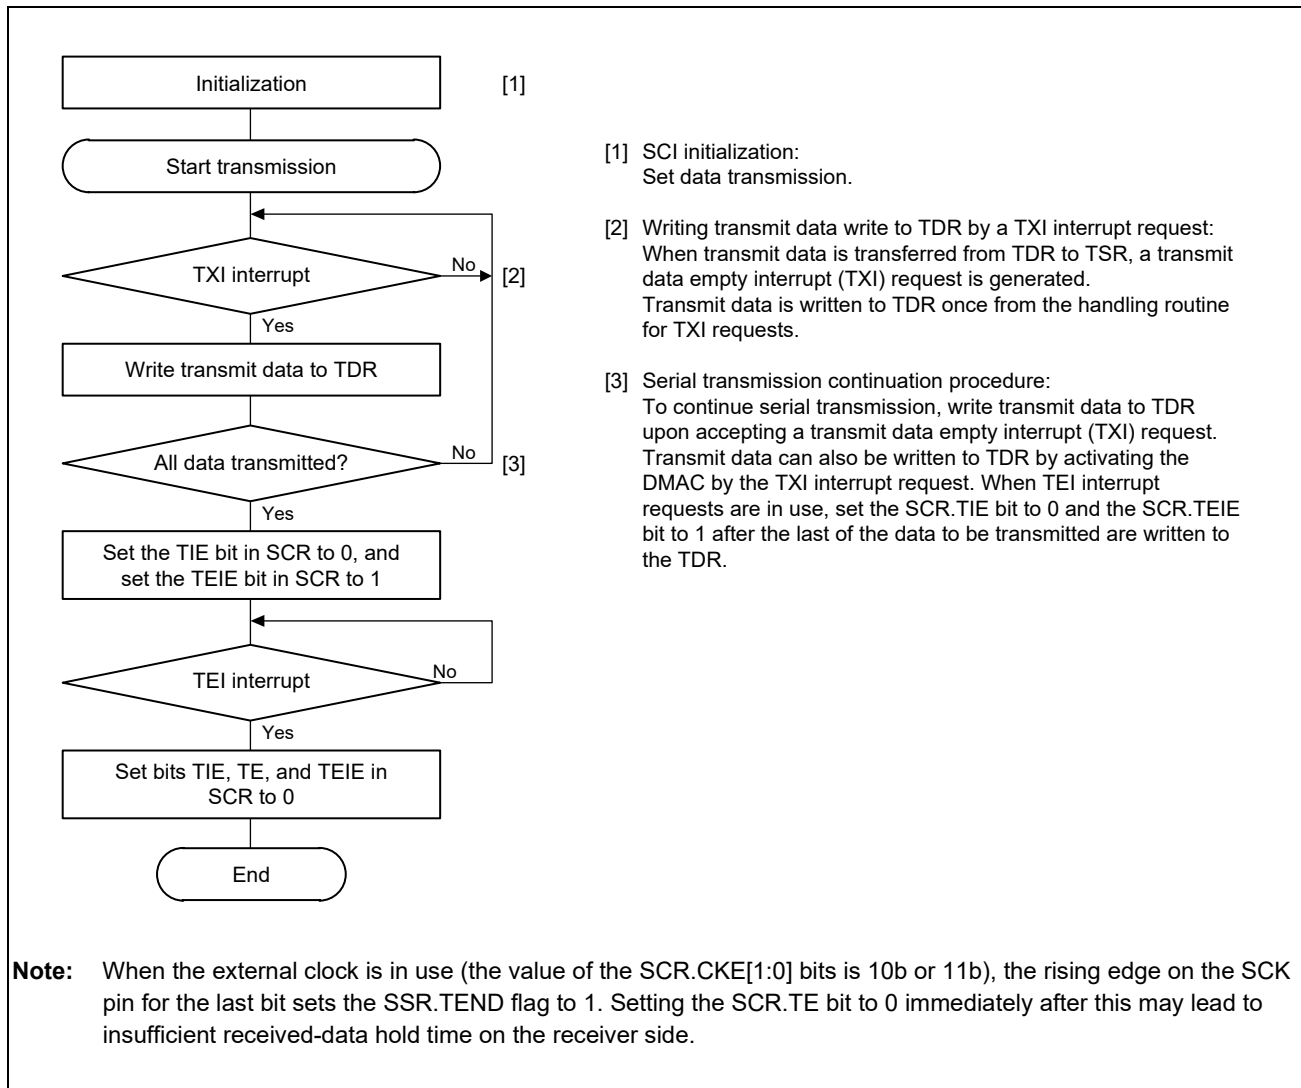 Initialization
[1]
Start transmission
TXI interrupt
No
[2]
Yes
Write transmit data to TDR
All data transmitted?
No
[3]
Yes
Set the TIE bit in SCR to 0, and
set the TEIE bit in SCR to 1
TEI interrupt
No
Yes
Set bits TIE, TE, and TEIE in
SCR to 0
End
[1] SCI initialization:
Set data transmission.
[2] Writing transmit data write to TDR by a TXI interrupt request:
When transmit data is transferred from TDR to TSR, a transmit
data empty interrupt (TXI) request is generated.
Transmit data is written to TDR once from the handling routine
for TXI requests.
[3] Serial transmission continuation procedure:
To continue serial transmission, write transmit data to TDR
upon accepting a transmit data empty interrupt (TXI) request.
Transmit data can also be written to TDR by activating the
DMAC by the TXI interrupt request. When TEI interrupt
requests are in use, set the SCR.TIE bit to 0 and the SCR.TEIE
bit to 1 after the last of the data to be transmitted are written to
the TDR.
Note: When the external clock is in use (the value of the SCR.CKE[1:0] bits is 10b or 11b), the rising edge on the SCK
pin for the last bit sets the SSR.TEND flag to 1. Setting the SCR.TE bit to 0 immediately after this may lead to
insufficient received-data hold time on the receiver side.